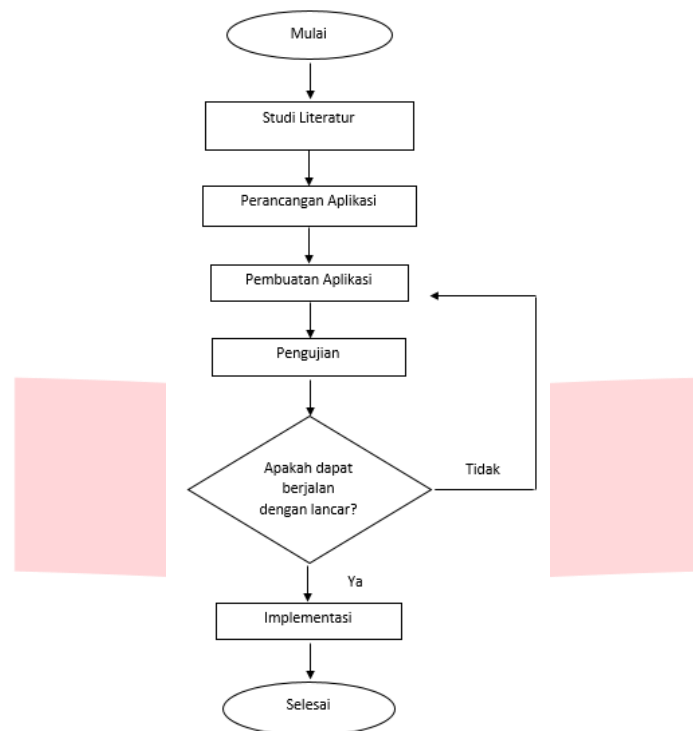 Mulai
Studi Literatur
Perancangan Aplikasi
Pembuatan Aplikasi
Pengujian
Apakah dapat
berjalan
dengan lancar?
Tidak
Ya
Implementasi
Selesai